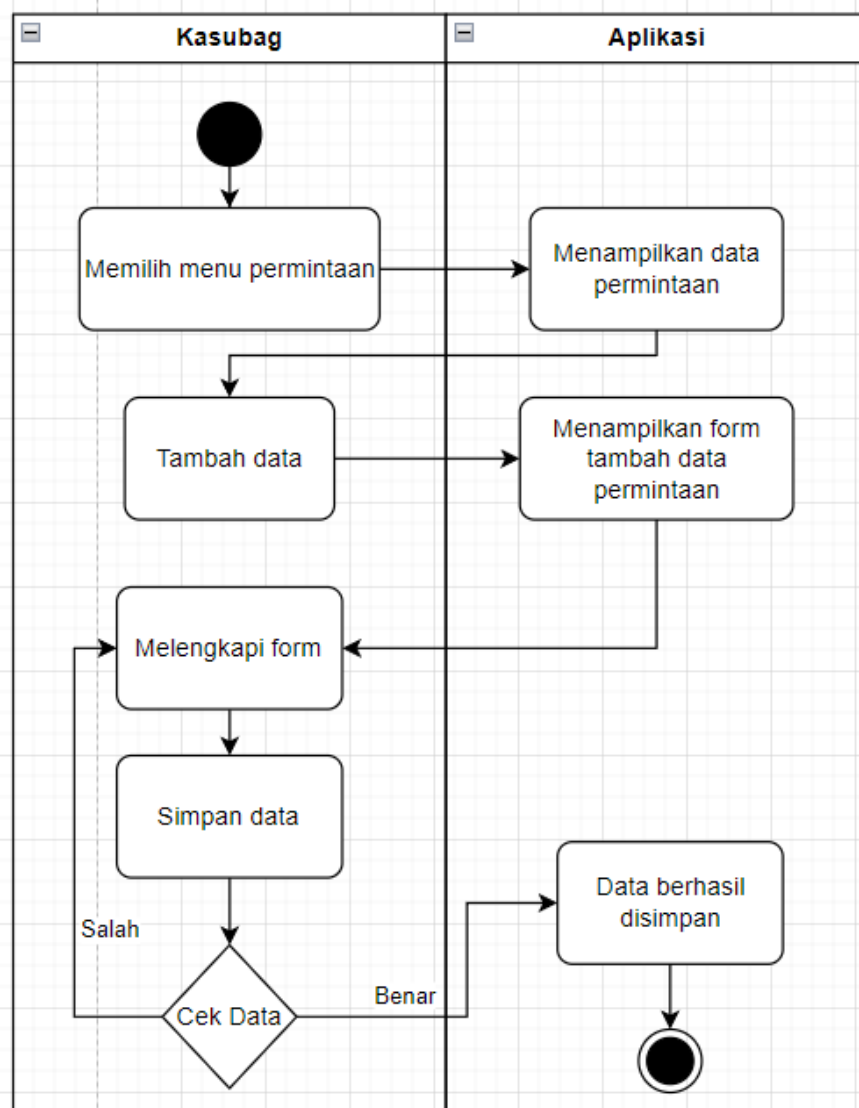 Kasubag
Aplikasi
Memilih menu permintaan
Menampilkan data
permintaan
Tambah data
Menampilkan form
tambah data
permintaan
Melengkapi form
Simpan data
Data berhasil
disimpan
Salah
Benar
Cek Data